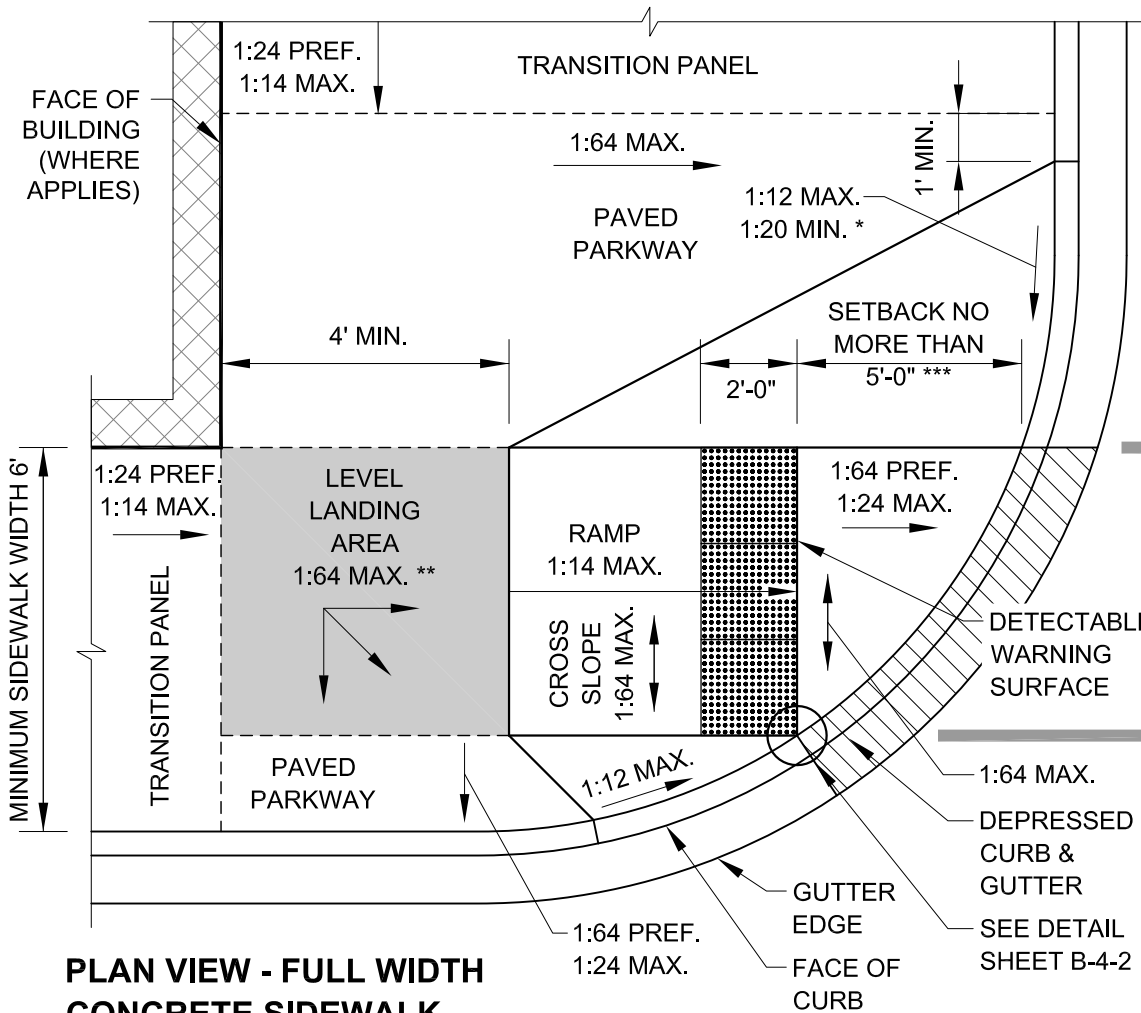 1:24 PREF.
1:14 MAX.
TRANSITION PANEL
FACE OF
BUILDING
(WHERE
APPLIES)
1:64 MAX.
1' MIN.
1:12 MAX.
1:20 MIN. *
PAVED
PARKWAY
SETBACK NO
MORE THAN
5'-0" ***
4' MIN.
2'-0"
MINIMUM SIDEWALK WIDTH 6'
1:24 PREF.
1:14 MAX.
TRANSITION PANEL
LEVEL
LANDING
AREA
1:64 MAX. **
RAMP
1:14 MAX.
CROSS
SLOPE
1:64 MAX.
1:64 PREF.
1:24 MAX.
DETECTABLE
WARNING
SURFACE
PAVED
PARKWAY
1:12 MAX.
1:64 MAX.
DEPRESSED
CURB &
GUTTER
GUTTER
EDGE
SEE DETAIL
SHEET B-4-2
1:64 PREF.
1:24 MAX.
FACE OF
CURB
PLAN VIEW - FULL WIDTH
CONCRETE SIDEWALK